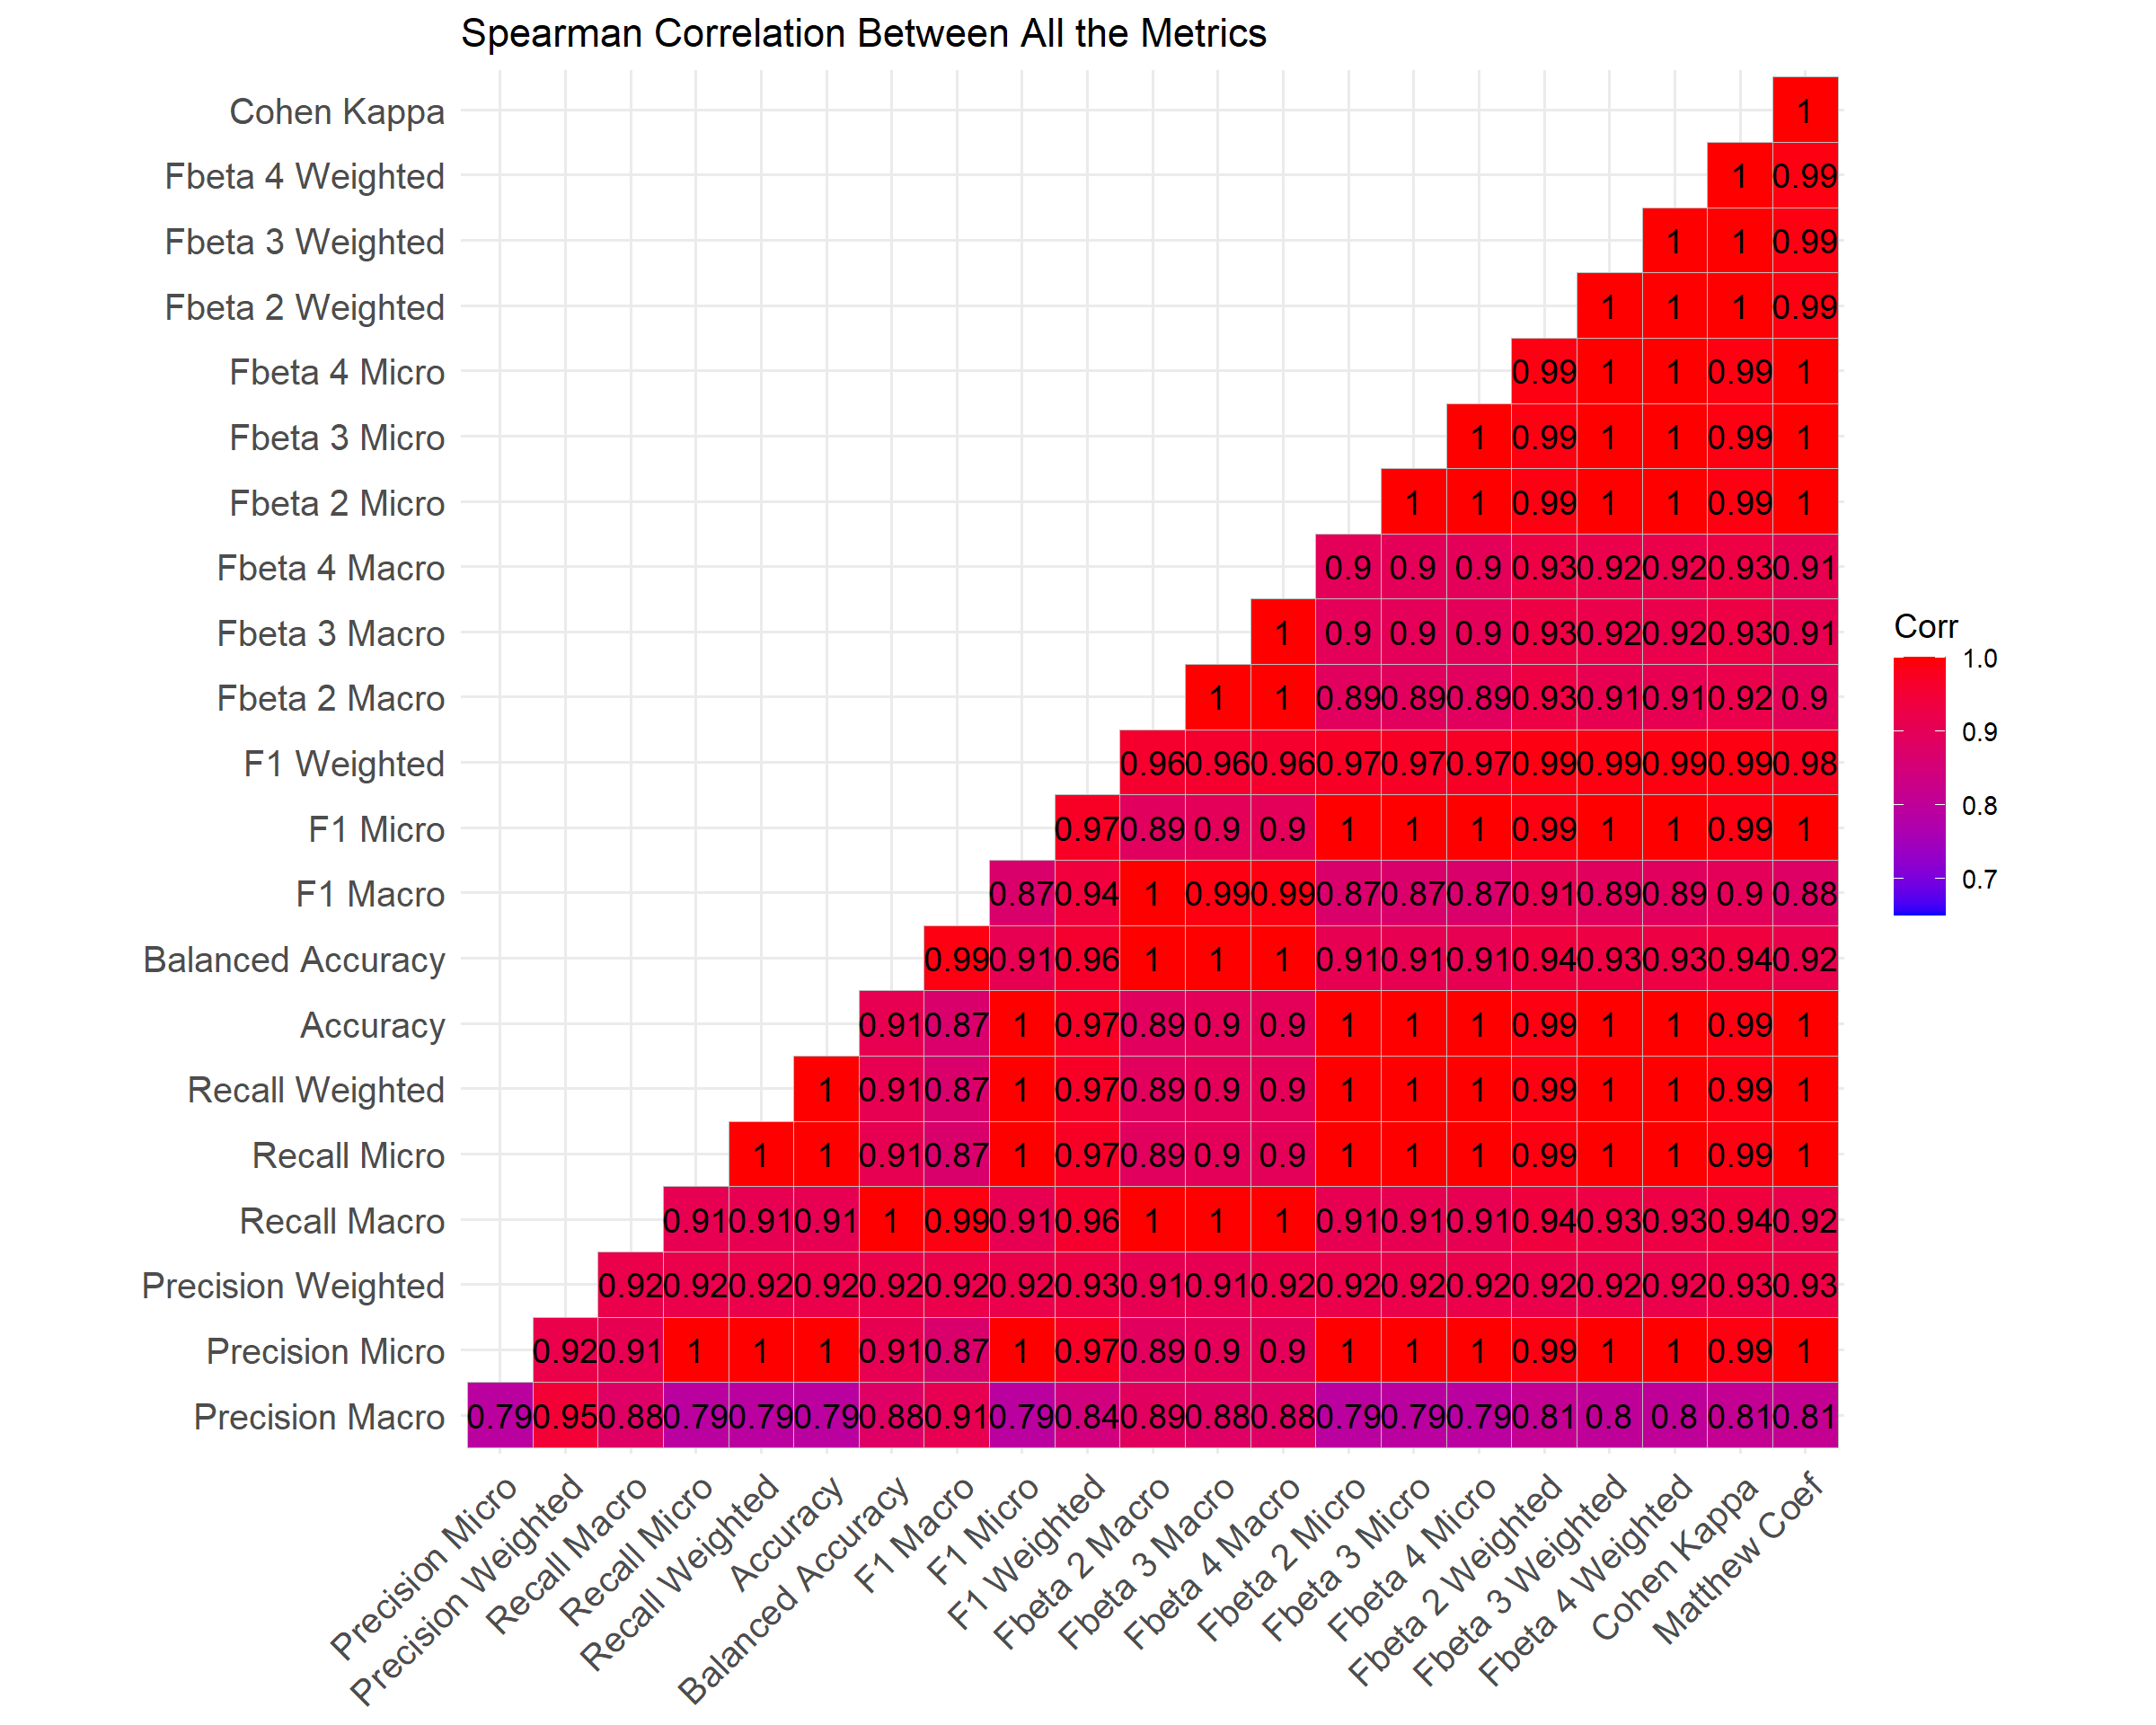 Spearman Correlation Between All the Metrics
Cohen Kappa 1
Fbeta 4 Weighted 1 0.99
Fbeta 3 Weighted 1 1 0.99
Fbeta 2 Weighted 1 1 1 0.99
Fbeta 4 Micro 0.99 1 1 0.99 1
Fbeta 3 Micro 1 0.99 1 1 0.99 1
Fbeta 2 Micro 1 1 0.99 1 1 0.99 1
Fbeta 4 Macro 0.9 0.9 0.9 0.93 0.92 0.92 0.93 0.91
Fbeta 3 Macro 1 0.9 0.9 0.9 0.93 0.92 0.92 0.93 0.91
Fbeta 2 Macro 1 1 0.89 0.89 0.89 0.93 0.91 0.91 0.92 0.9
F1 Weighted 0.96 0.96 0.96 0.97 0.97 0.97 0.99 0.99 0.99 0.99 0.98
F1 Micro 0.97 0.89 0.9 0.9 1 1 1 0.99 1 1 0.99 1
F1 Macro 0.87 0.94 1 0.99 0.99 0.87 0.87 0.87 0.91 0.89 0.89 0.9 0.88
Balanced Accuracy 0.99 0.91 0.96 1 1 1 0.91 0.91 0.91 0.94 0.93 0.93 0.94 0.92
Accuracy 0.91 0.87 1 0.97 0.89 0.9 0.9 1 1 1 0.99 1 1 0.99 1
Recall Weighted 1 0.91 0.87 1 0.97 0.89 0.9 0.9 1 1 1 0.99 1 1 0.99 1
Recall Micro 1 1 0.91 0.87 1 0.97 0.89 0.9 0.9 1 1 1 0.99 1 1 0.99 1
Recall Macro 0.91 0.91 0.91 1 0.99 0.91 0.96 1 1 1 0.91 0.91 0.91 0.94 0.93 0.93 0.94 0.92
Precision Weighted 0.92 0.92 0.92 0.92 0.92 0.92 0.92 0.93 0.91 0.91 0.92 0.92 0.92 0.92 0.92 0.92 0.92 0.93 0.93
Precision Micro 0.92 0.91 1 1 1 0.91 0.87 1 0.97 0.89 0.9 0.9 1 1 1 0.99 1 1 0.99 1
Precision Macro 0.79 0.95 0.88 0.79 0.79 0.79 0.88 0.91 0.79 0.84 0.89 0.88 0.88 0.79 0.79 0.79 0.81 0.8 0.8 0.81 0.81
Precision Micro
Precision Weighted
Recall Macro
Recall Micro
Recall Weighted
Accuracy
Balanced Accuracy
F1 Macro
F1 Micro
F1 Weighted
Fbeta 2 Macro
Fbeta 3 Macro
Fbeta 4 Macro
Fbeta 2 Micro
Fbeta 3 Micro
Fbeta 4 Micro
Fbeta 2 Weighted
Fbeta 3 Weighted
Fbeta 4 Weighted
Cohen Kappa
Matthew Coef
Corr
1.0
0.9
0.8
0.7